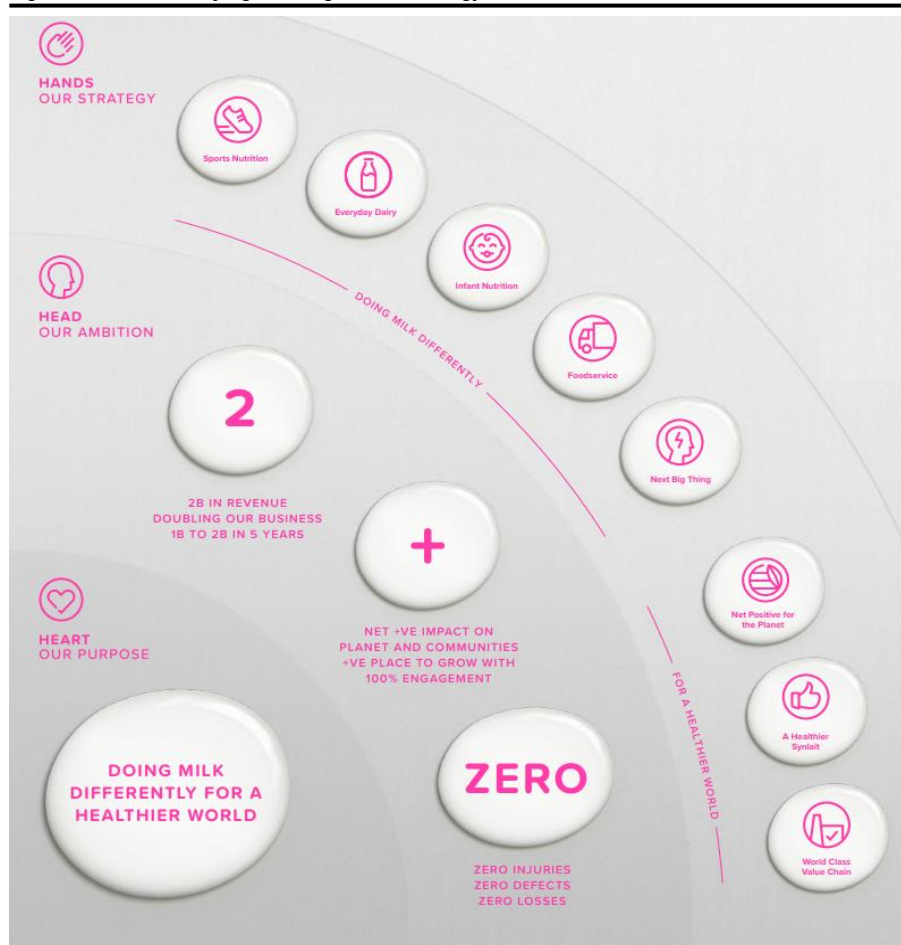 HANDS
OUR STRATEGY
Sports Nutrition
Everyday Dairy
Infant Nutrition
Foodservice
Next Big Thing
DOING MILK DIFFERENTLY
Net Positive for
the Planet
A Healthier
Synlait
World Class
Value Chain
FOR A HEALTHIER WORLD
HEAD
OUR AMBITION
2
2B IN REVENUE
DOUBLING OUR BUSINESS
1B TO 2B IN 5 YEARS
+
NET +VE IMPACT ON
PLANET AND COMMUNITIES
+VE PLACE TO GROW WITH
100% ENGAGEMENT
ZERO
ZERO INJURIES
ZERO DEFECTS
ZERO LOSSES
HEART
OUR PURPOSE
DOING MILK
DIFFERENTLY FOR A
HEALTHIER WORLD